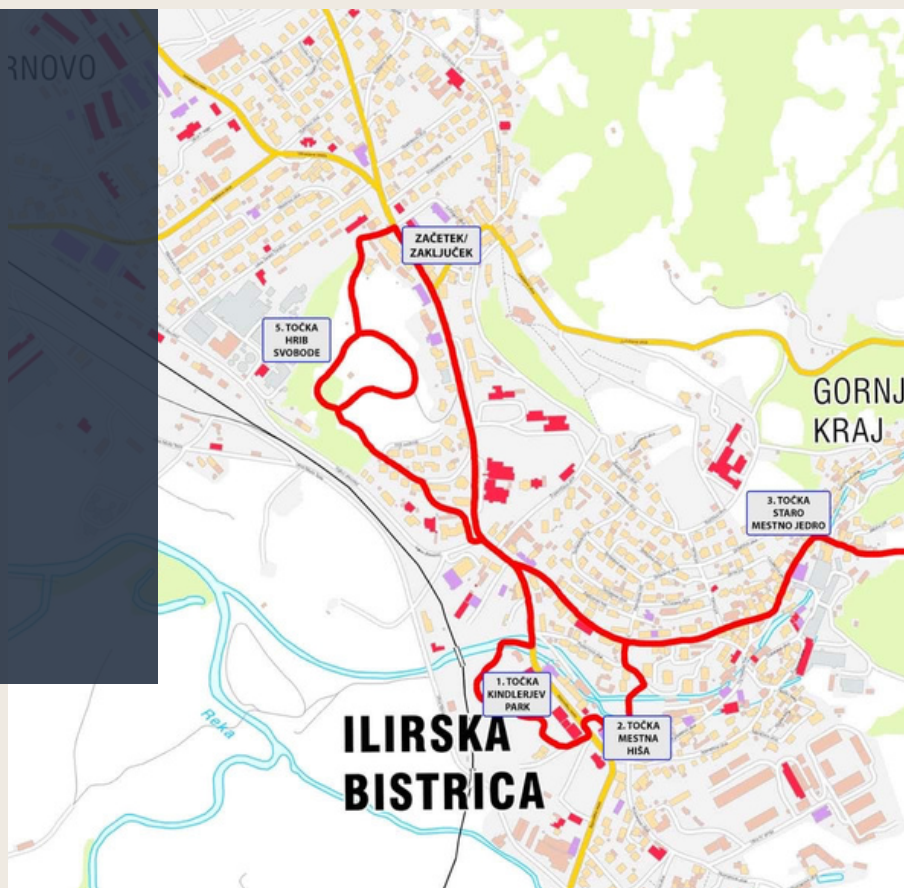 RNOVO
ZAČETEK/
ZAKLJUČEK
5. TOČKA
HRIB
SVOBODE
GORNJ
KRAJ
3. TOČKA
STARO
MESTNO JEDRO
1. TOČKA
KINDLERJEV
PARK
Reka
2. TOČKA
MESTNA
HIŠA
ILIRSKA
BISTRICA